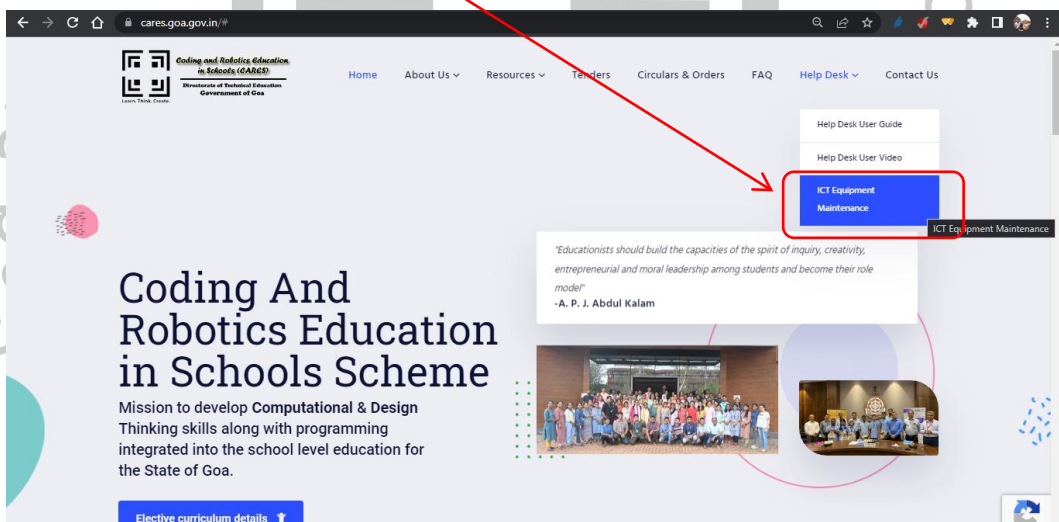 cares.goa.gov.in/#
Coding and Robotics Education
in Schools (CARES)
Directorate of Technical Education
Government of Goa
Learn. Think. Create.
Home About Us Resources Tenders Circulars & Orders FAQ Help Desk Contact Us
Help Desk User Guide
Help Desk User Video
ICT Equipment
Maintenance
ICT Equipment Maintenance
"Educationists should build the capacities of the spirit of inquiry, creativity,
entrepreneurial and moral leadership among students and become their role
model"
-A. P. J. Abdul Kalam
Coding And
Robotics Education
in Schools Scheme
Mission to develop Computational & Design
Thinking skills along with programming
integrated into the school level education for
the State of Goa.
Elective curriculum details